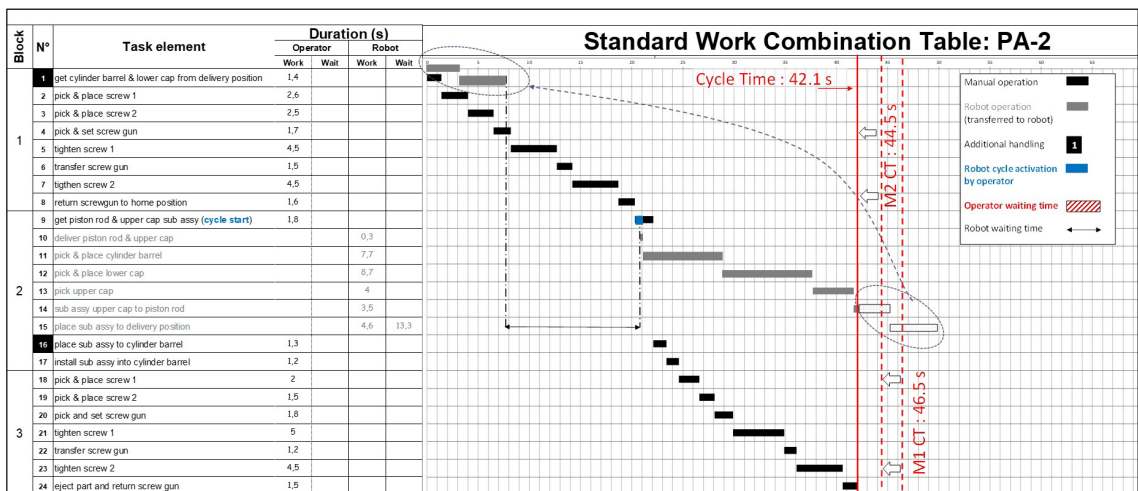 Block
N°
Task element
Duration (s)
Operator
Robot
Work
Wait
Work
Wait
Standard Work Combination Table: PA-2
1
1 get cylinder barrel & lower cap from delivery position 1,4
2 pick & place screw 1 2,6
3 pick & place screw 2 2,5
4 pick & set screw gun 1,7
5 tighten screw 1 4,5
6 transfer screw gun 1,5
7 tigthen screw 2 4,5
8 return screwgun to home position 1,6
2
9 get piston rod & upper cap sub assy (cycle start) 1,8
10 deliver piston rod & upper cap 0,3
11 pick & place cylinder barrel 7,7
12 pick & place lower cap 8,7
13 pick upper cap 4
14 sub assy upper cap to piston rod 3,5
15 place sub assy to delivery position 4,6 13,3
16 place sub assy to cylinder barrel 1,3
17 install sub assy into cylinder barrel 1,2
3
18 pick & place screw 1 2
19 pick & place screw 2 1,5
20 pick and set screw gun 1,8
21 tighten screw 1 5
22 transfer screw gun 1,2
23 tighten screw 2 4,5
24 eject part and return screw gun 1,5
Cycle Time : 42.1 s
M2 CT : 44.5 s
M1 CT : 46.5 s
Manual operation
Robot operation
(transferred to robot)
Additional handling 1
Robot cycle activation
by operator
Operator waiting time
Robot waiting time